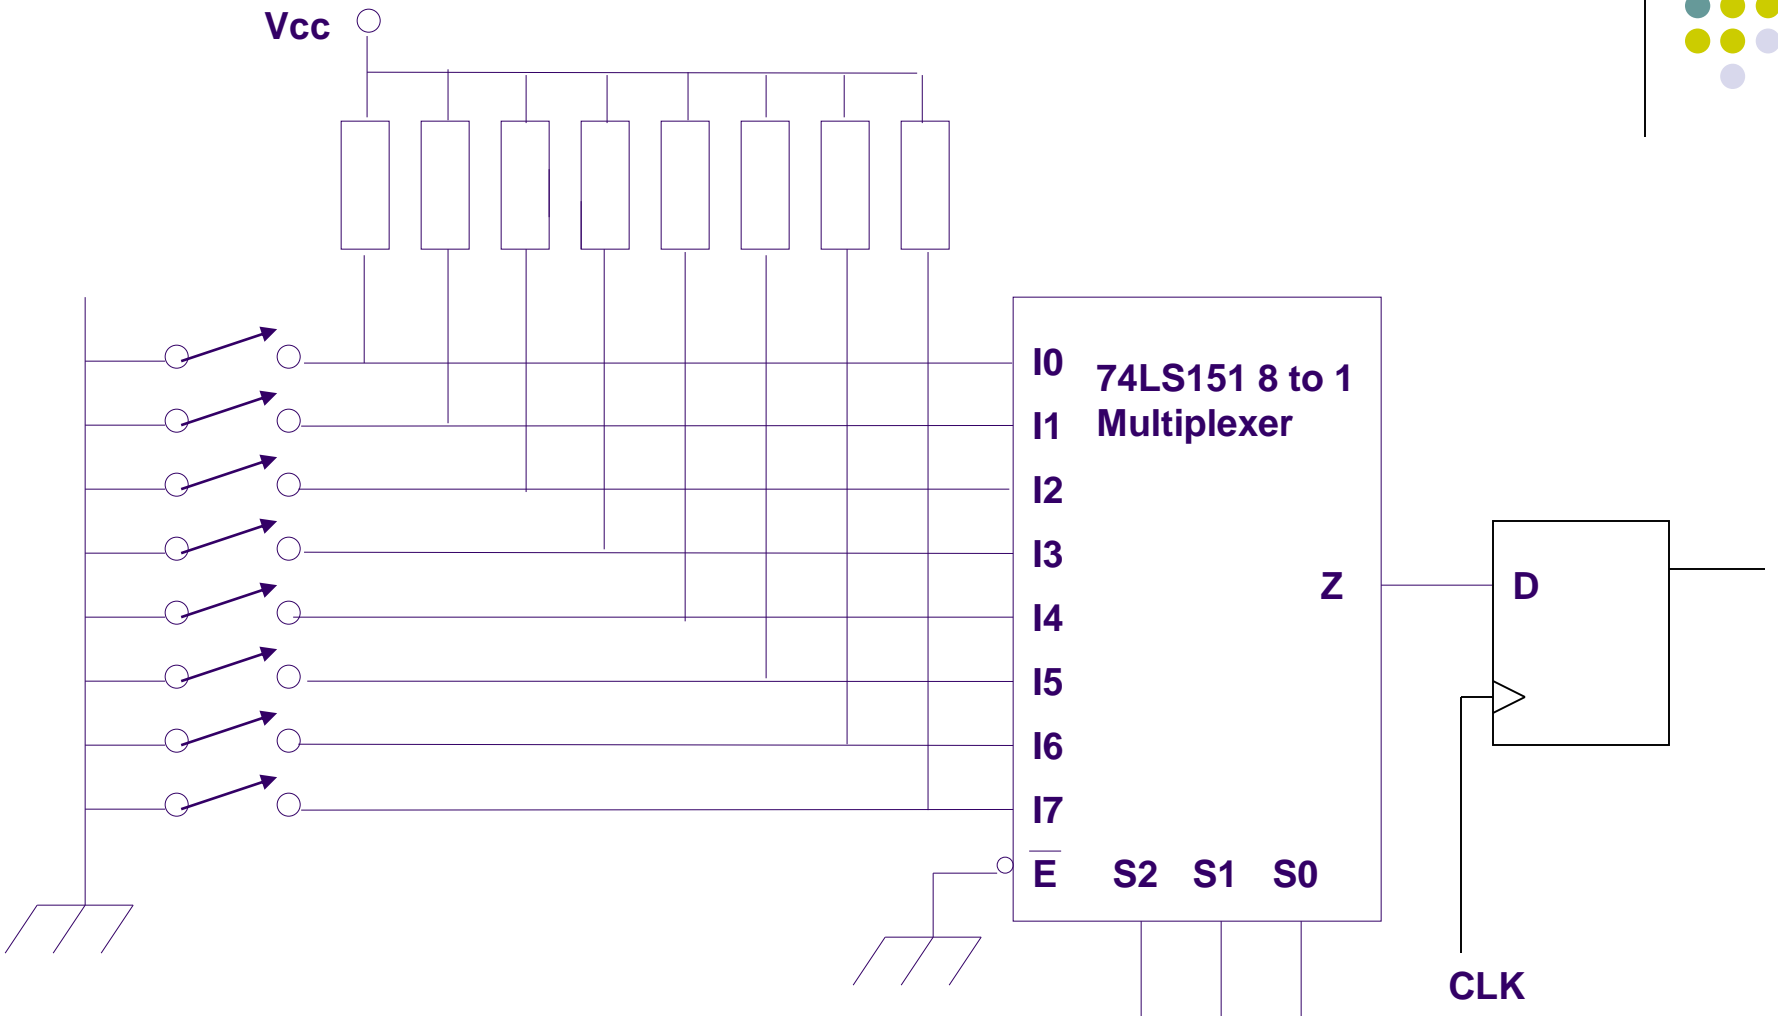 Vcc
I0
74LS151 8 to 1
Multiplexer
I1
I2
I3
I4
Z
D
I5
I6
I7
E S2 S1 S0
CLK